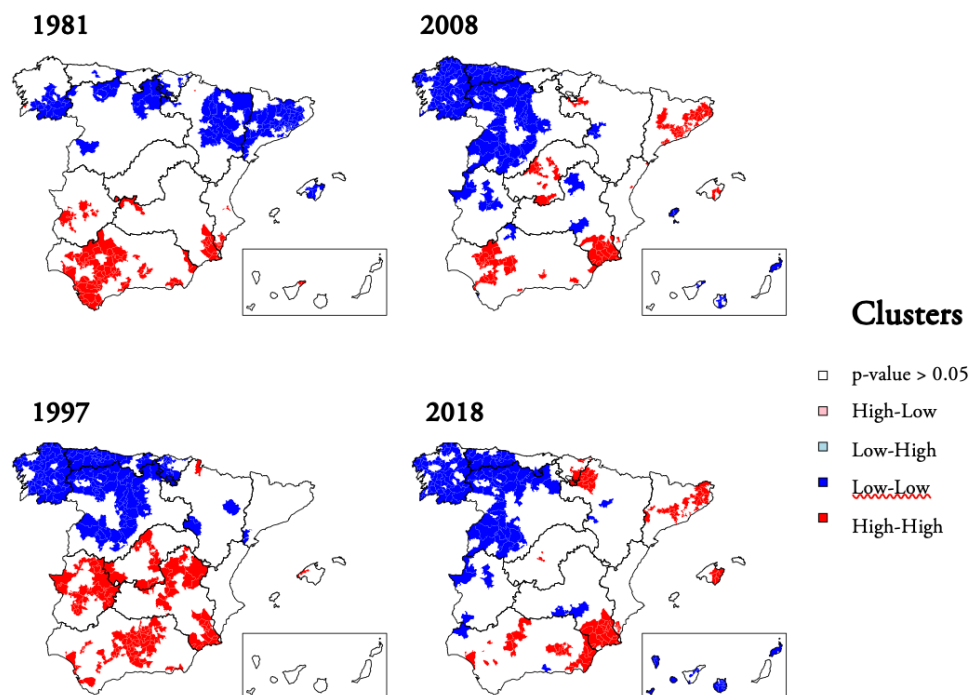 1981
2008
1997
2018
Clusters
p-value > 0.05
High-Low
Low-High
Low-Low
High-High